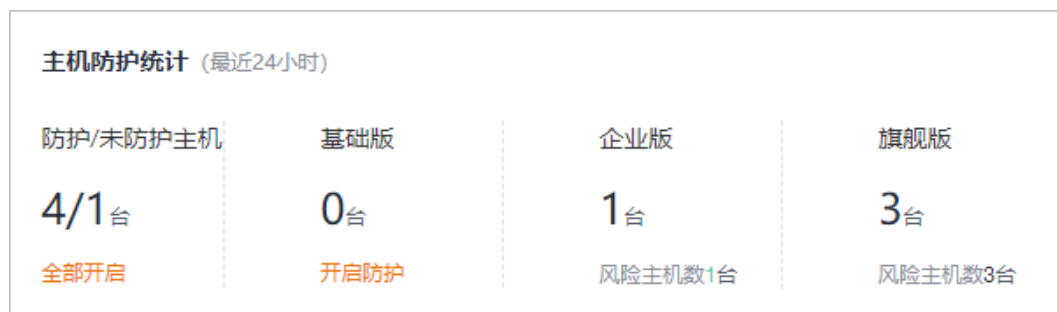 主机防护统计 (最近24小时)
防护/未防护主机 基础版 企业版 旗舰版
4/1台 0台 1台 3台
全部开启 开启防护 风险主机数1台 风险主机数3台